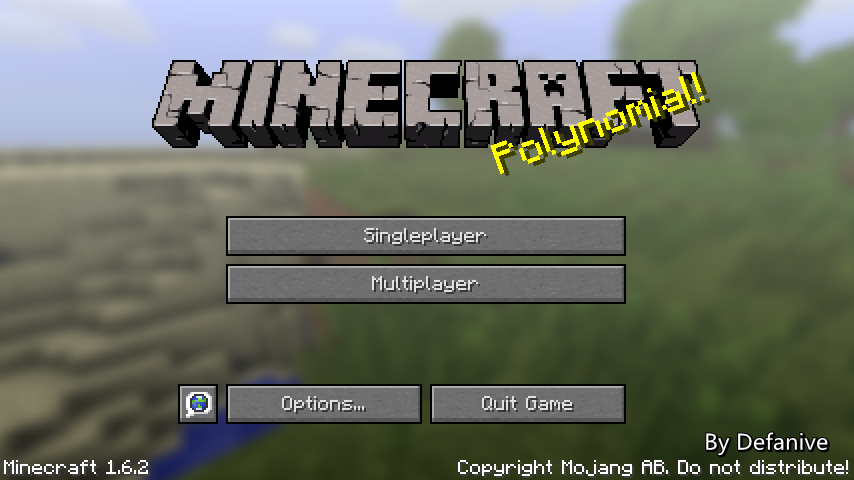 MINECRAFT
Polynomial!
Singleplayer
Multiplayer
Options...
Quit Game
By Defanive
Minecraft 1.6.2
Copyright Mojang AB. Do not distribute!